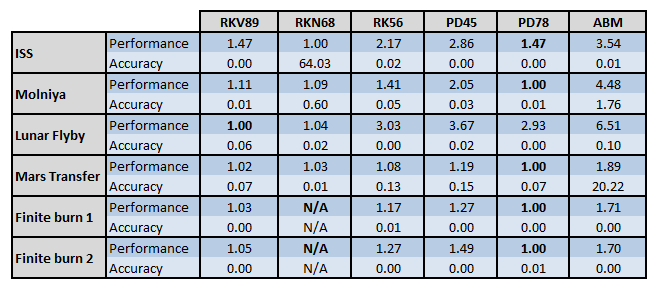 RKV89 RKN68 RK56 PD45 PD78 ABM
ISS Performance 1.47 1.00 2.17 2.86 1.47 3.54
Accuracy 0.00 64.03 0.02 0.00 0.00 0.01
Molniya Performance 1.11 1.09 1.41 2.05 1.00 4.48
Accuracy 0.01 0.60 0.05 0.03 0.01 1.76
Lunar Flyby Performance 1.00 1.04 3.03 3.67 2.93 6.51
Accuracy 0.06 0.02 0.00 0.02 0.00 0.10
Mars Transfer Performance 1.02 1.03 1.08 1.19 1.00 1.89
Accuracy 0.07 0.01 0.13 0.15 0.07 20.22
Finite burn 1 Performance 1.03 N/A 1.17 1.27 1.00 1.71
Accuracy 0.00 N/A 0.01 0.00 0.00 0.00
Finite burn 2 Performance 1.05 N/A 1.27 1.49 1.00 1.70
Accuracy 0.00 N/A 0.00 0.00 0.01 0.00